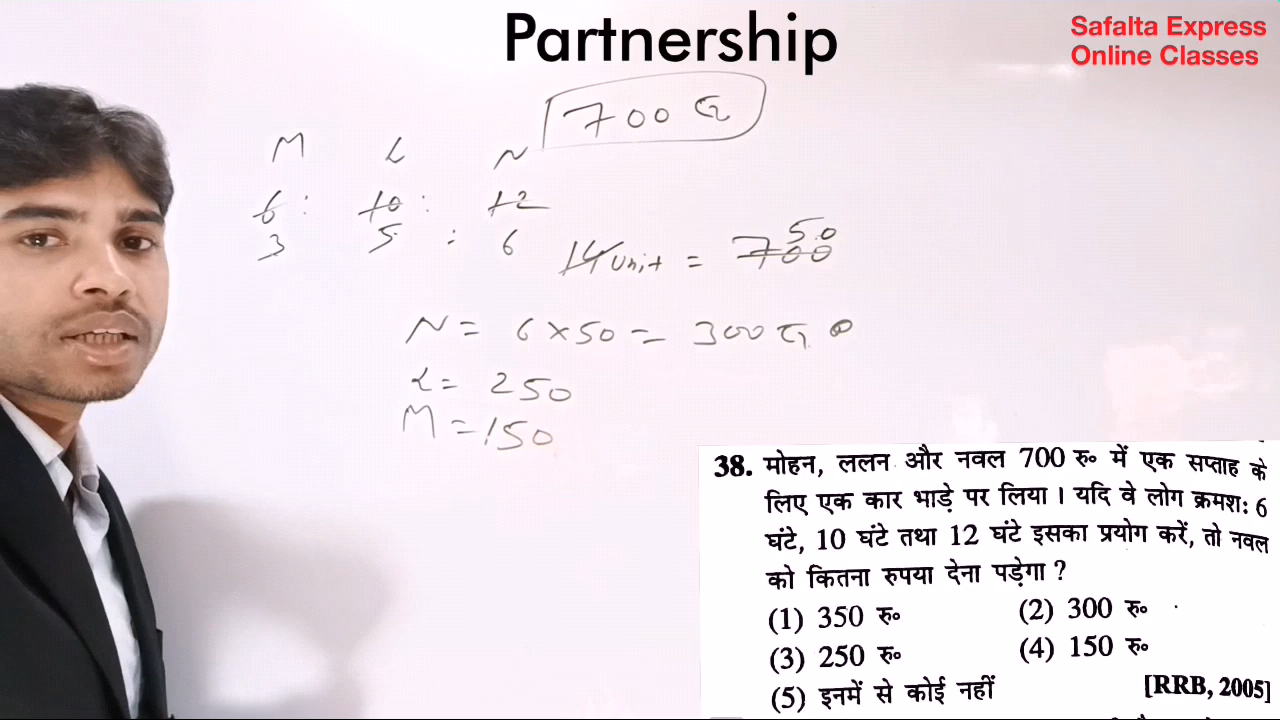 Partnership
Safalta Express
Online Classes
700 रु
M L N
6 : 10 : 12
3 5 : 6
14 unit = 700
50
N = 6 × 50 = 300 रु
L = 250
M = 150
38. मोहन, ललन और नवल 700 रु० में एक सप्ताह के
लिए एक कार भाड़े पर लिया । यदि वे लोग क्रमश: 6
घंटे, 10 घंटे तथा 12 घंटे इसका प्रयोग करें, तो नवल
को कितना रुपया देना पड़ेगा ?
(1) 350 रु० (2) 300 रु०
(3) 250 रु० (4) 150 रु०
(5) इनमें से कोई नहीं [RRB, 2005]